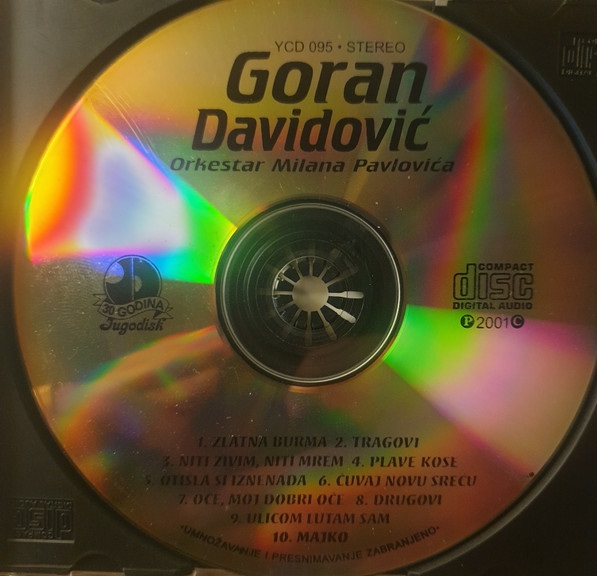 YCD 095 • STEREO
Goran
Davidović
Orkestar Milana Pavlovića
30 GODINA
Jugodisk
COMPACT
disc
DIGITAL AUDIO
℗ 2001 ©
1. ZLATNA BURMA 2. TRAGOVI
3. NITI ZIVIM, NITI MREM 4. PLAVE KOSE
5. OTISLA SI IZNENADA 6. CUVAJ NOVU SRECU
7. OČE, MOJ DOBRI OČE 8. DRUGOVI
9. ULICOM LUTAM SAM
10. MAJKO
•UMNOŽAVANJE I PRESNIMAVANJE ZABRANJENO•